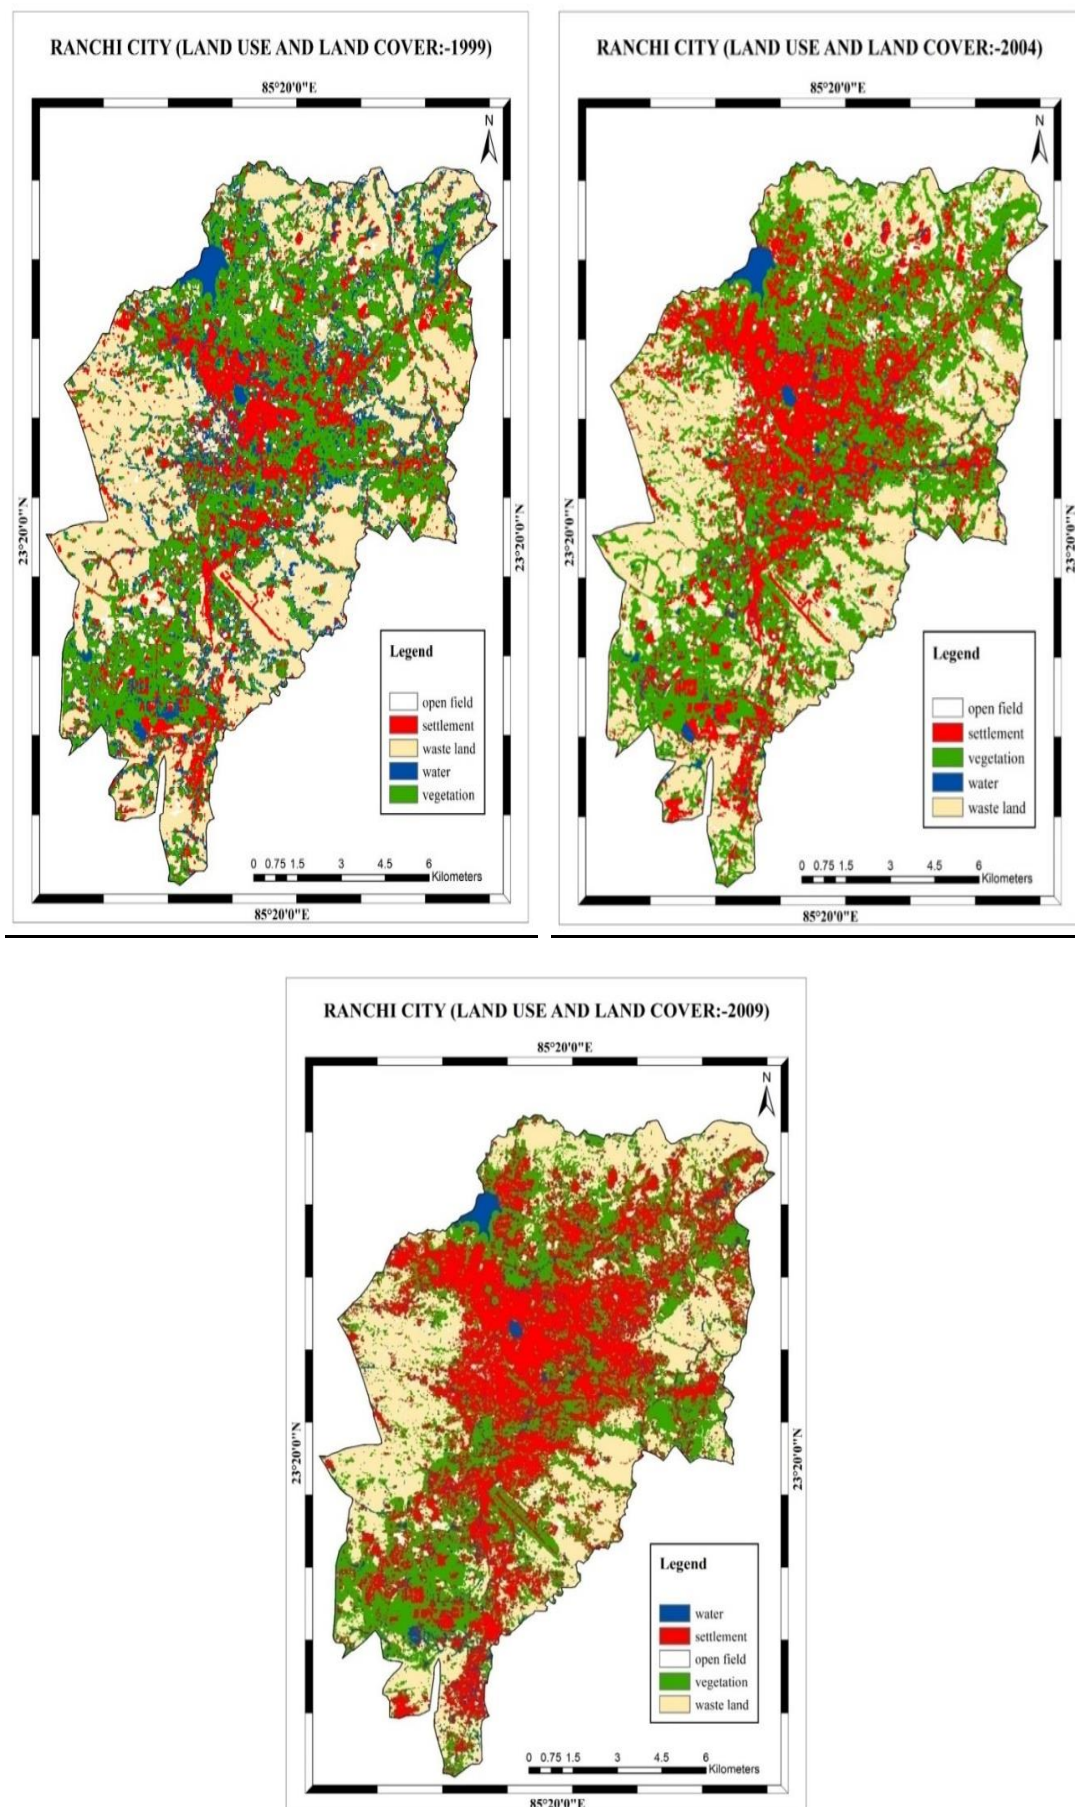 RANCHI CITY (LAND USE AND LAND COVER:-1999)
85°20'0"E
N
23°20'0"N
23°20'0"N
Legend
open field
settlement
waste land
water
vegetation
0 0.75 1.5 3 4.5 6
Kilometers
85°20'0"E
RANCHI CITY (LAND USE AND LAND COVER:-2004)
85°20'0"E
N
23°20'0"N
23°20'0"N
Legend
open field
settlement
vegetation
water
waste land
0 0.75 1.5 3 4.5 6
Kilometers
85°20'0"E
RANCHI CITY (LAND USE AND LAND COVER:-2009)
85°20'0"E
N
23°20'0"N
23°20'0"N
Legend
water
settlement
open field
vegetation
waste land
0 0.75 1.5 3 4.5 6
Kilometers
85°20'0"E